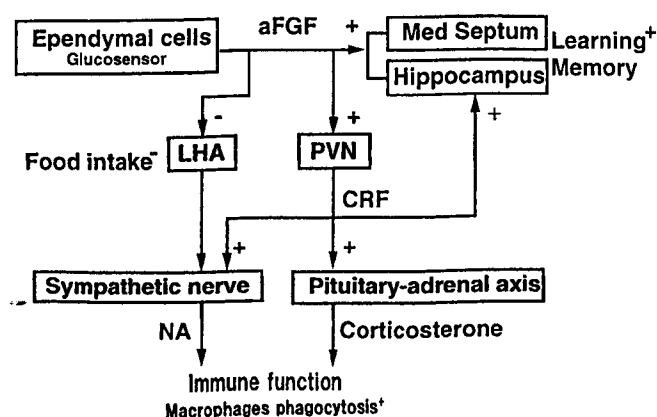 aFGF +
Ependymal cells
Glucosensor
Med Septum
Hippocampus
Learning+
Memory
+
- +
Food intake-
LHA
PVN
CRF
+ +
Sympathetic nerve
Pituitary-adrenal axis
NA
Corticosterone
Immune function
Macrophages phagocytosis+